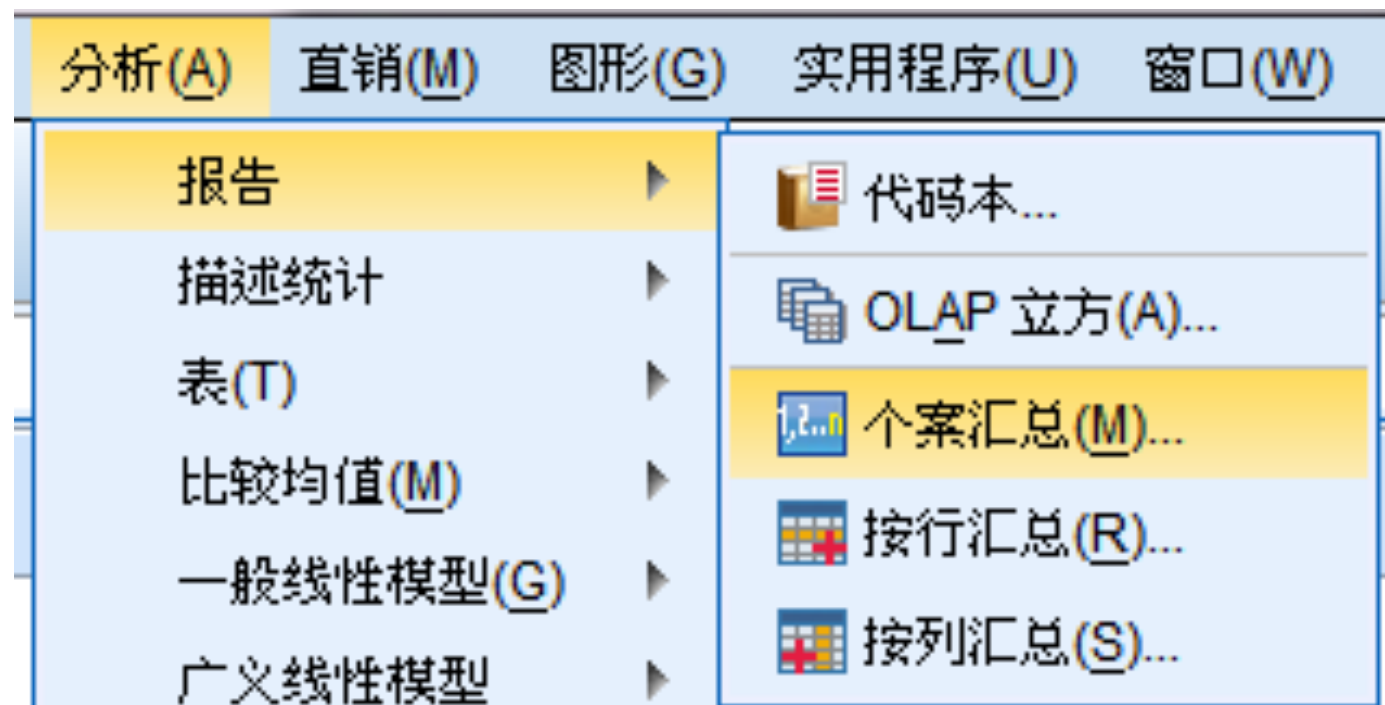 分析(A) 直销(M) 图形(G) 实用程序(U) 窗口(W)
报告
描述统计
表(T)
比较均值(M)
一般线性模型(G)
广义线性模型
代码本...
OLAP 立方(A)...
1,2...n 个案汇总(M)...
按行汇总(R)...
按列汇总(S)...